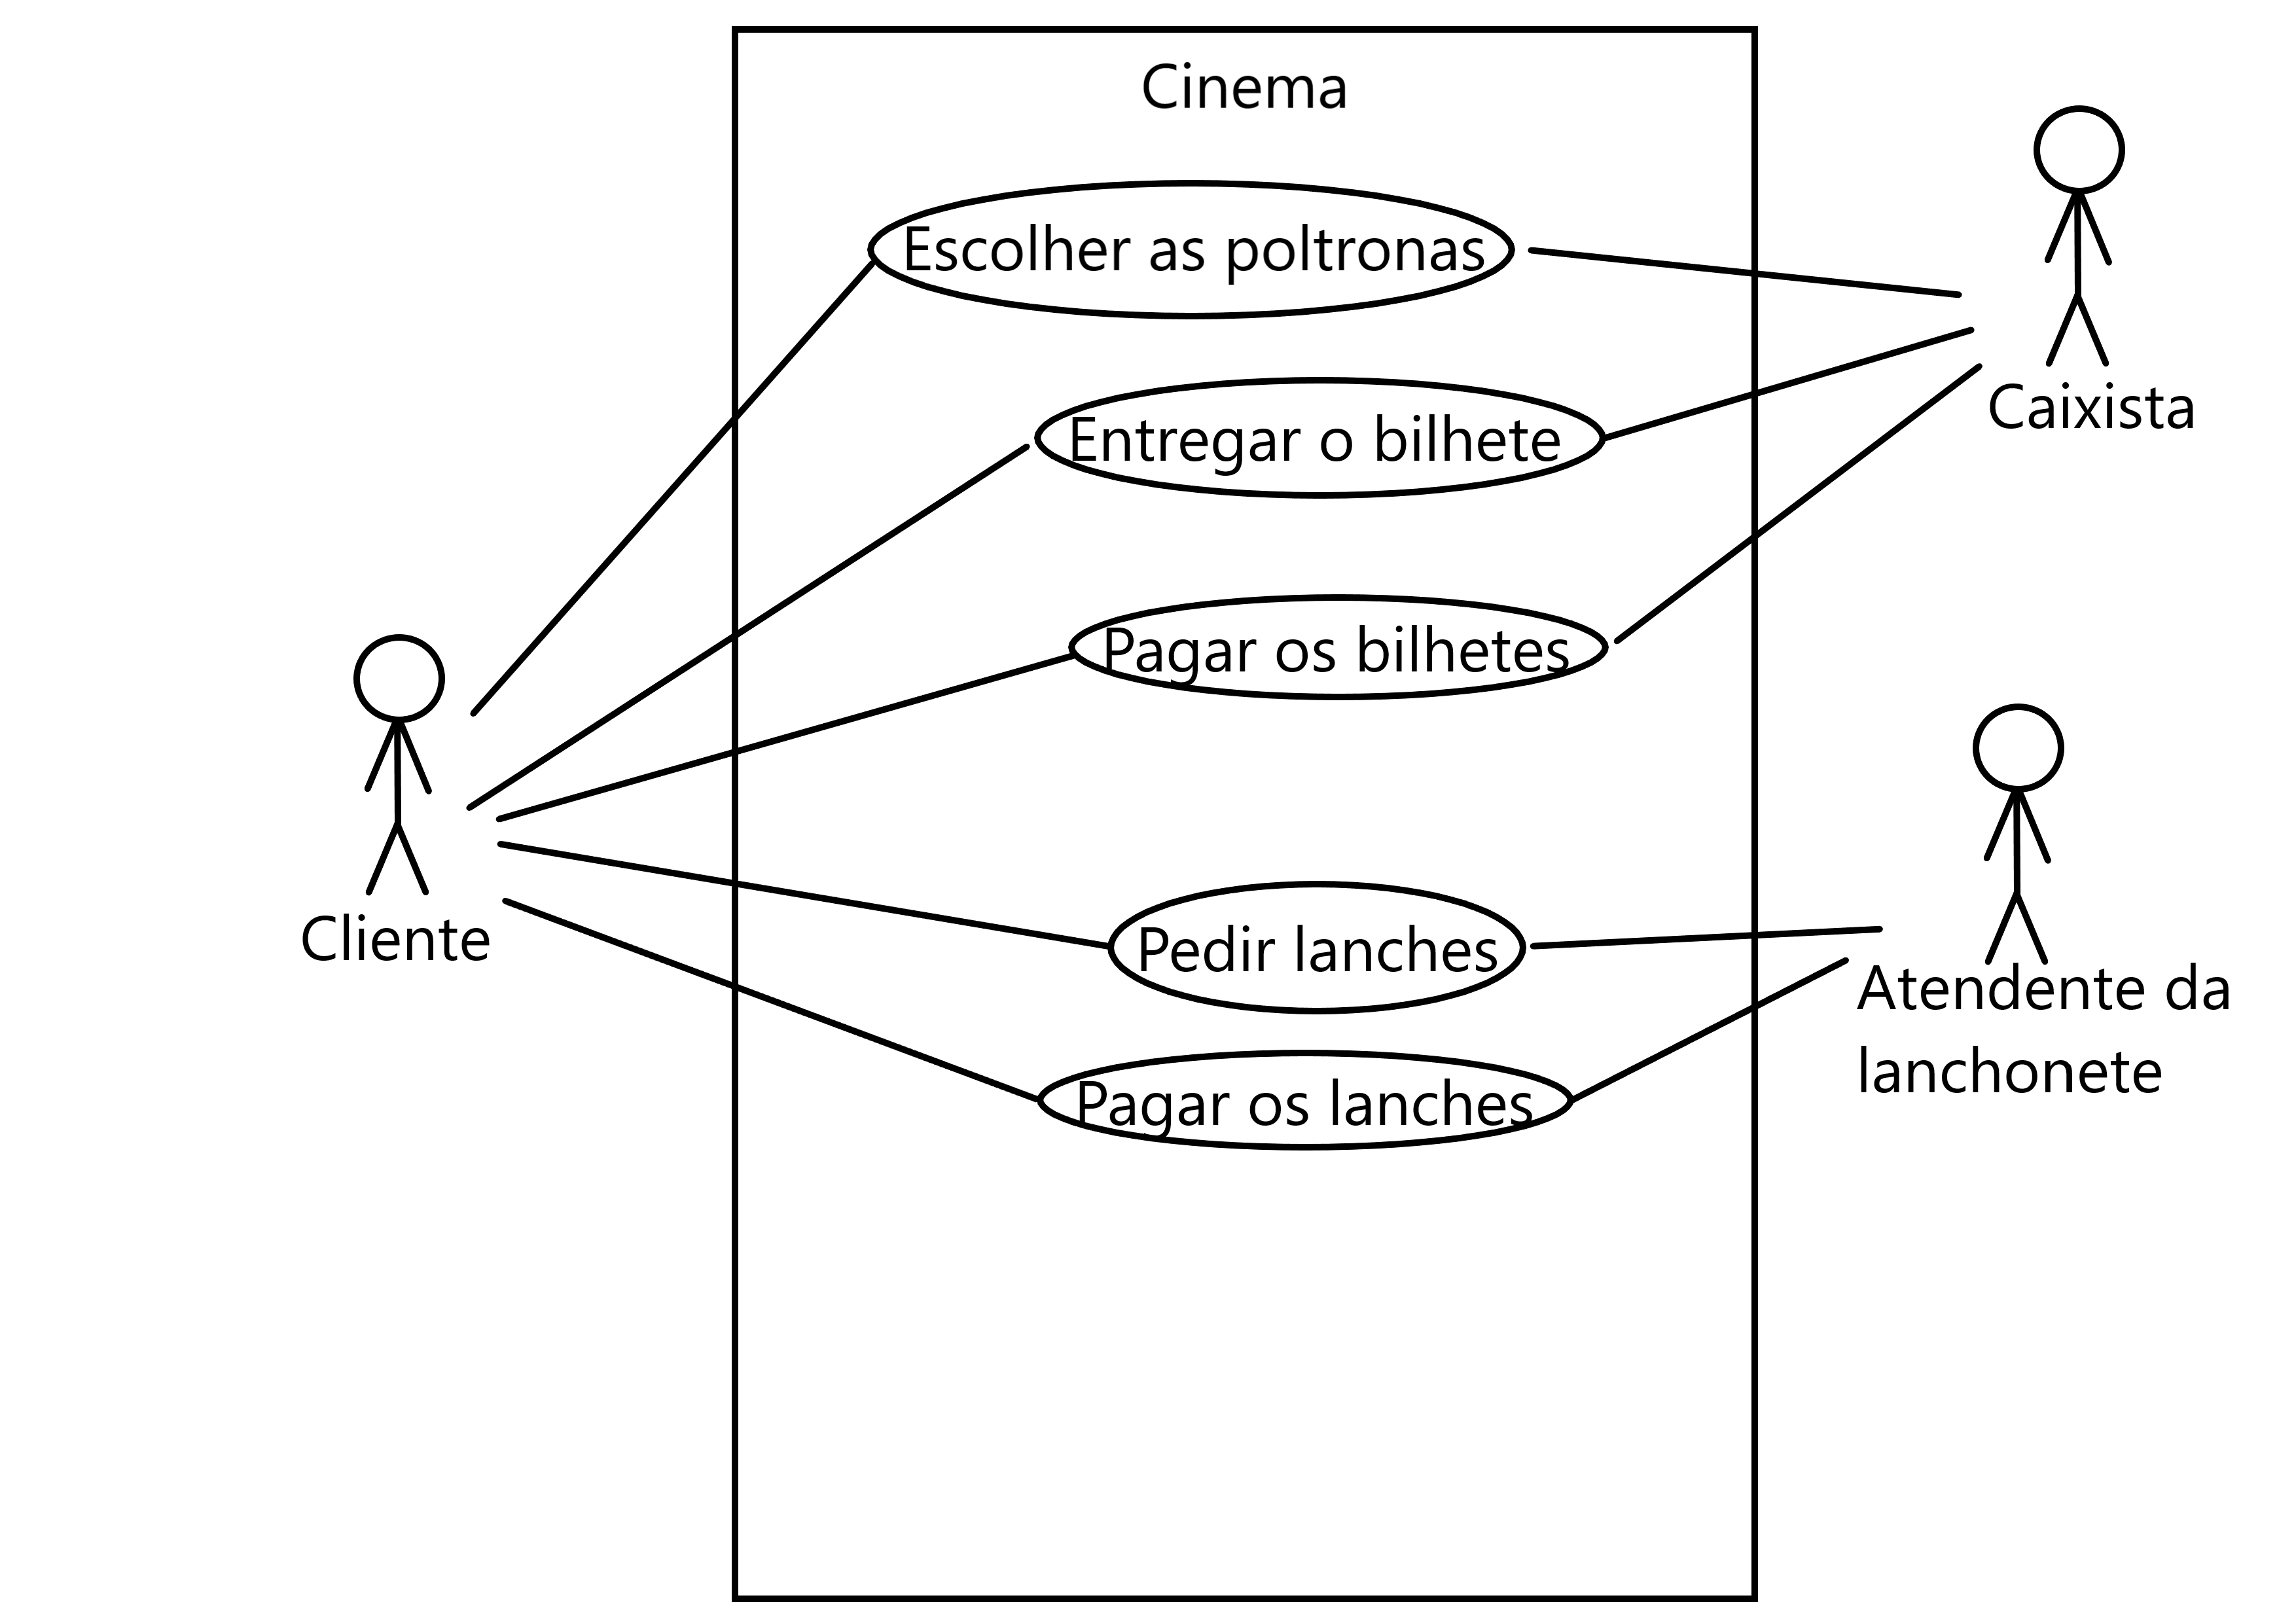 Cinema
Escolher as poltronas
Entregar o bilhete
Caixista
Pagar os bilhetes
Cliente
Pedir lanches
Atendente da
lanchonete
Pagar os lanches